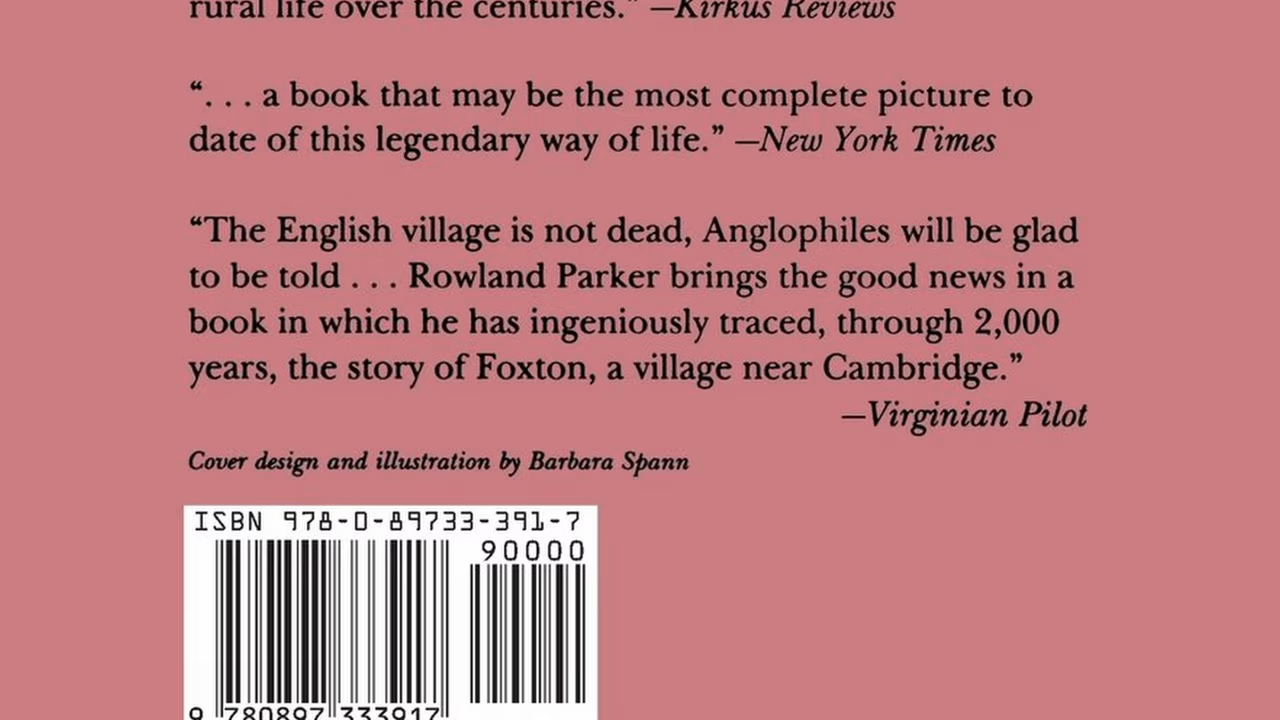 rural life over the centuries.” —Kirkus Reviews
“. . . a book that may be the most complete picture to
date of this legendary way of life.” —New York Times
“The English village is not dead, Anglophiles will be glad
to be told . . . Rowland Parker brings the good news in a
book in which he has ingeniously traced, through 2,000
years, the story of Foxton, a village near Cambridge.”
—Virginian Pilot
Cover design and illustration by Barbara Spann
ISBN 978-0-89733-391-7
90000
9 780897 333917